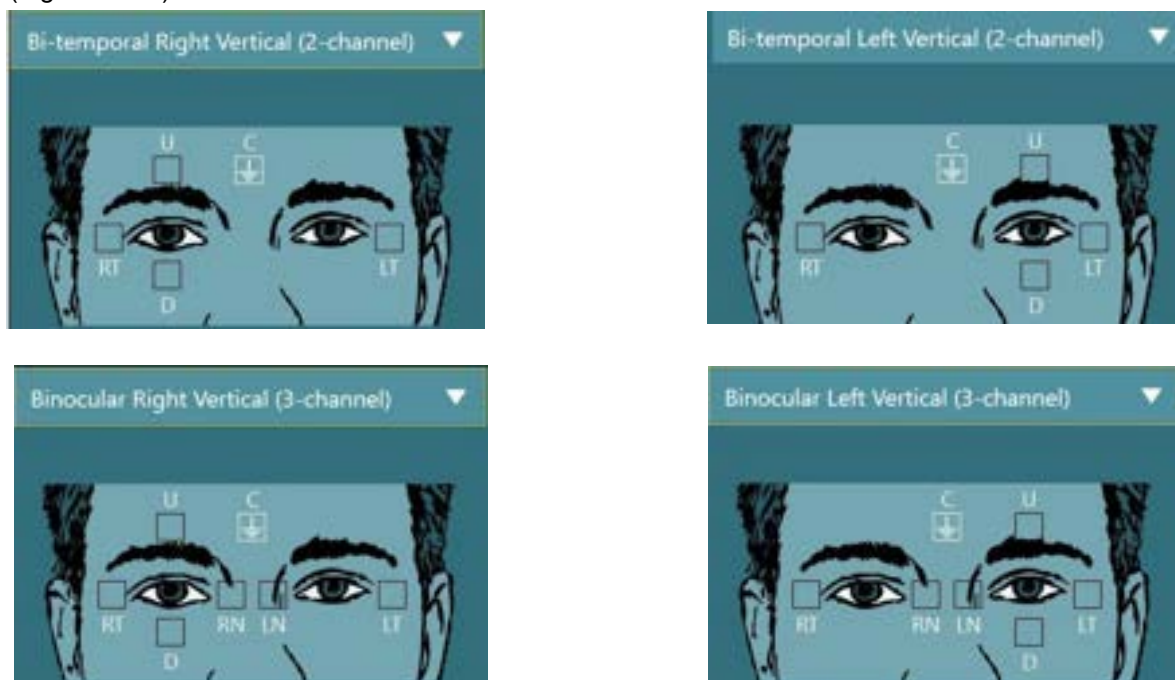 Bi-temporal Right Vertical (2-channel)
Bi-temporal Left Vertical (2-channel)
U C
RT LT
D
C U
RT LT
D
Binocular Right Vertical (3-channel)
Binocular Left Vertical (3-channel)
U C
RT RN LN LT
D
C U
RT RN LN LT
D